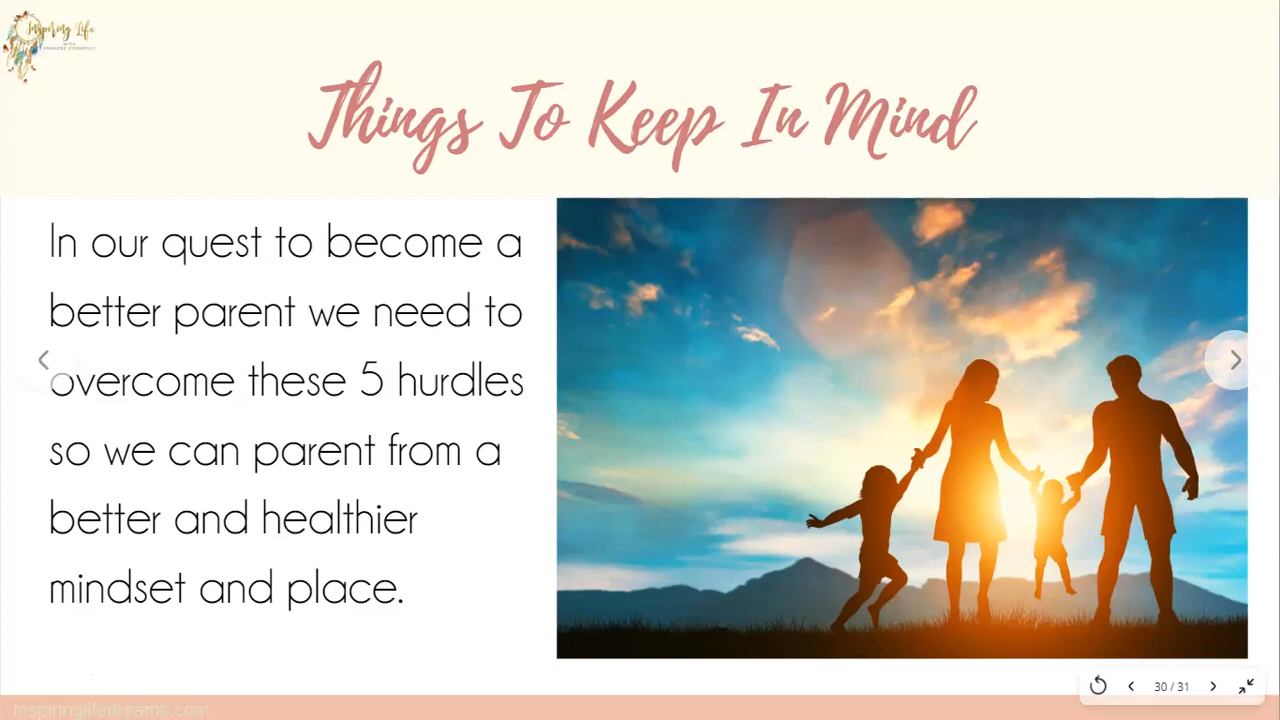 Inspiring Life
Things To Keep In Mind
In our quest to become a
better parent we need to
overcome these 5 hurdles
so we can parent from a
better and healthier
mindset and place.
30 / 31
inspiringlifedreams.com